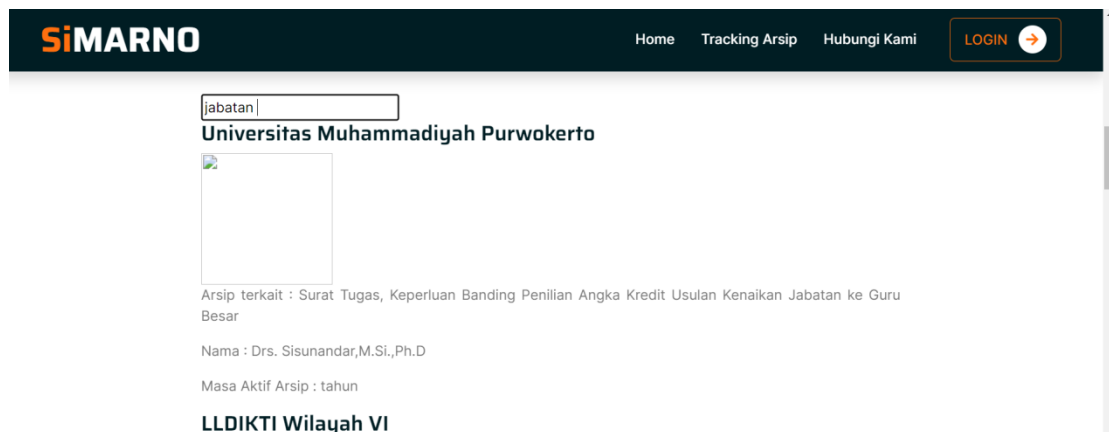 SiMARNO
Home Tracking Arsip Hubungi Kami LOGIN
jabatan
Universitas Muhammadiyah Purwokerto
Arsip terkait : Surat Tugas, Keperluan Banding Penilian Angka Kredit Usulan Kenaikan Jabatan ke Guru
Besar
Nama : Drs. Sisunandar,M.Si.,Ph.D
Masa Aktif Arsip : tahun
LLDIKTI Wilayah VI